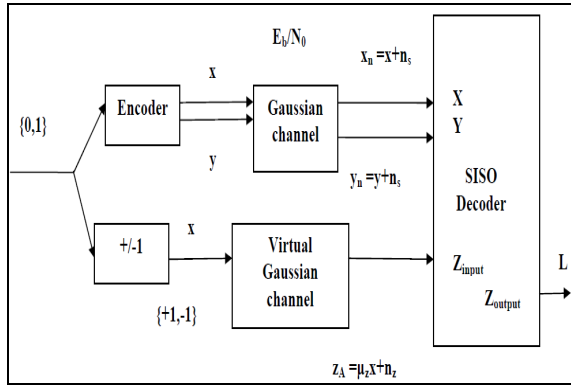 E_b/N_0
x
x_n =x+n_s
Encoder
Gaussian
channel
X
Y
{0,1}
y
y_n =y+n_s
SISO
Decoder
+/-1
x
Virtual
Gaussian
channel
Z_input
L
Z_output
{+1,-1}
z_A =μ_z x+n_z